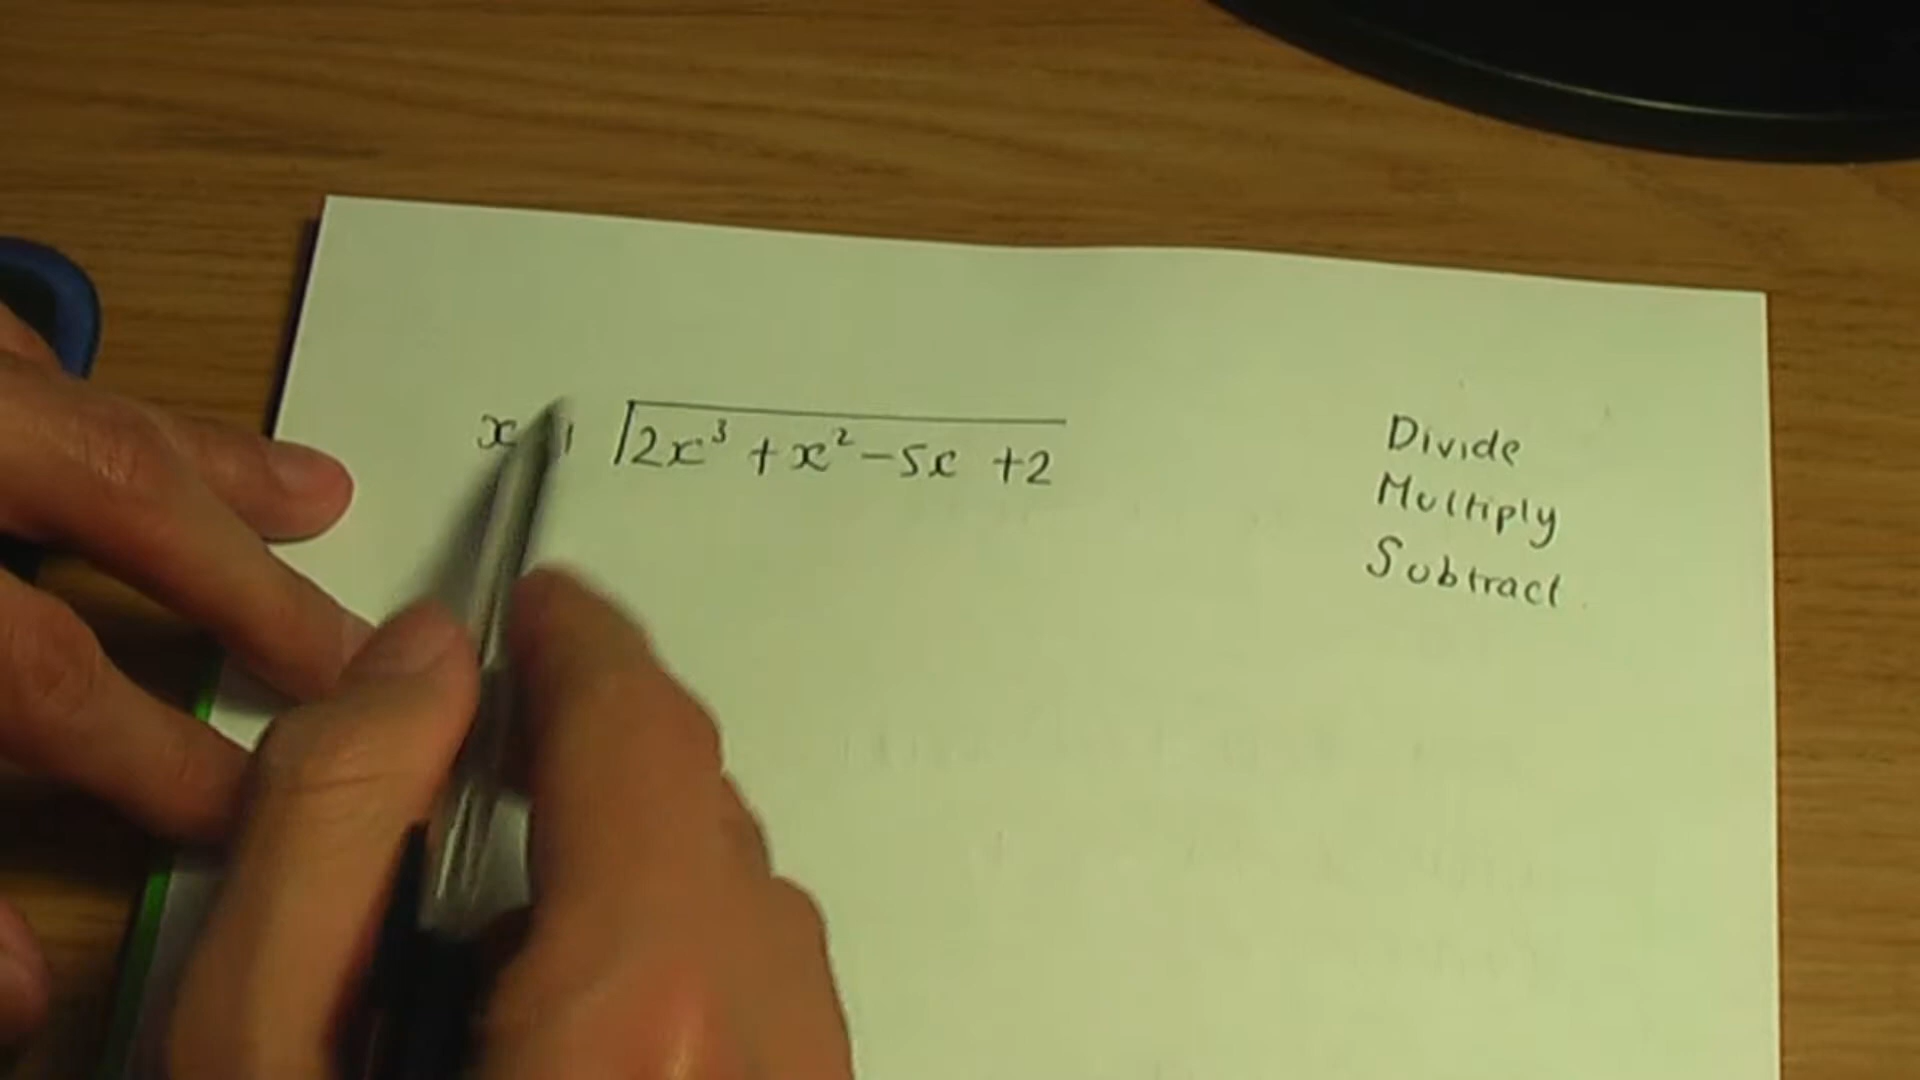 x 1 2x³ + x² - 5x + 2
Divide
Multiply
Subtract